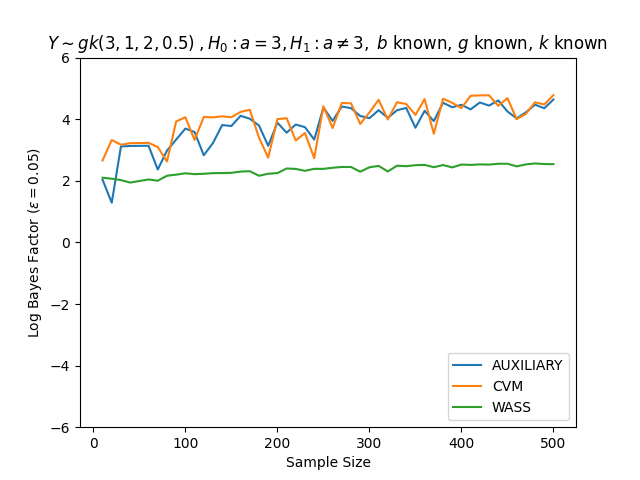 Y ∼ gk(3, 1, 2, 0.5) , H₀ : a = 3, H₁ : a ≠ 3, b known, g known, k known
6
4
2
0
−2
−4
−6
Log Bayes Factor (ε = 0.05)
AUXILIARY
CVM
WASS
0 100 200 300 400 500
Sample Size